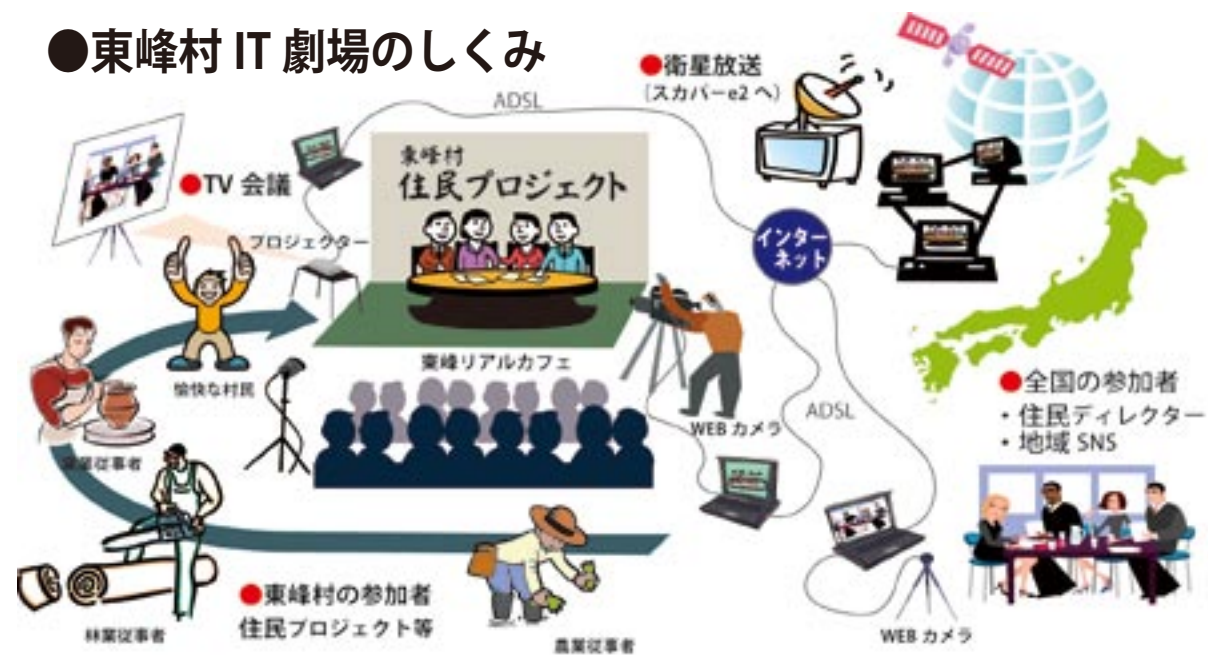 ●東峰村 IT 劇場のしくみ
●衛星放送
(スカパーe2 へ)
ADSL
●TV 会議
東峰村
住民プロジェクト
プロジェクター
インター
ネット
東峰リアルカフェ
愉快な村民
●全国の参加者
・住民ディレクター
・地域 SNS
ADSL
WEB カメラ
業従事者
●東峰村の参加者
住民プロジェクト等
林業従事者
農業従事者
WEB カメラ